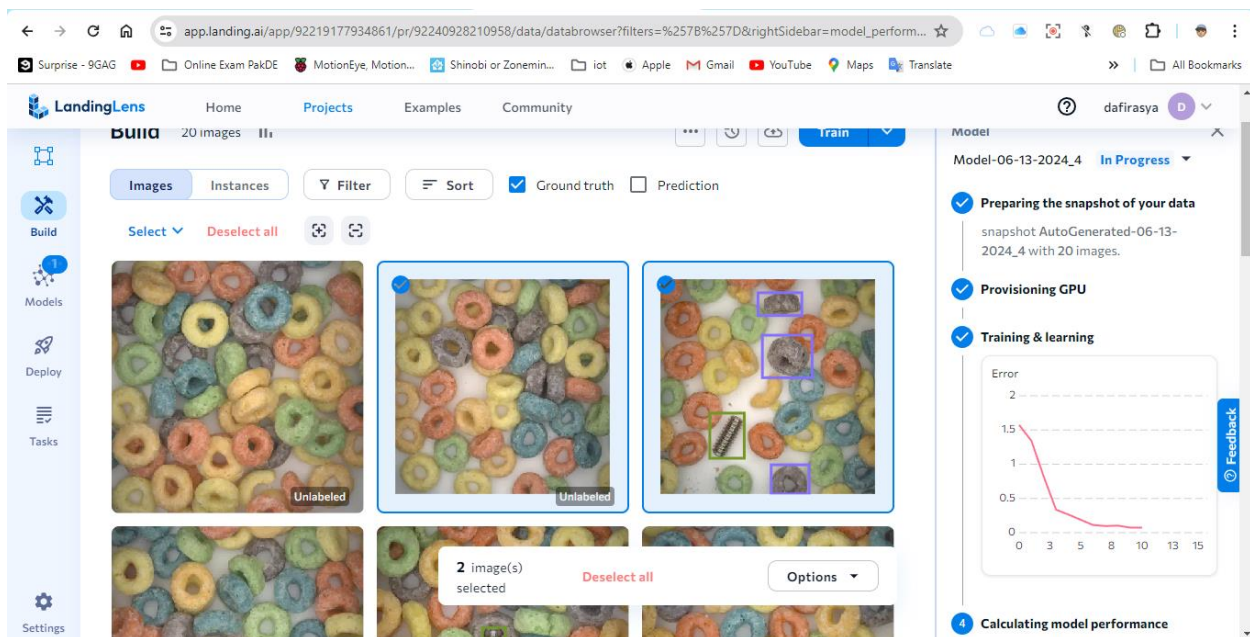 app.landing.ai/app/92219177934861/pr/92240928210958/data/databrowser?filters=%257B%257D&rightSidebar=model_perform...
Surprise - 9GAG
Online Exam PakDE
MotionEye, Motion...
Shinobi or Zonemin...
iot
Apple
Gmail
YouTube
Maps
Translate
»
All Bookmarks
LandingLens
Home
Projects
Examples
Community
dafirasya
D
Build
20 images
Train
Images
Instances
Filter
Sort
Ground truth
Prediction
Select
Deselect all
Build
Models
1
Deploy
Tasks
Settings
Unlabeled
Unlabeled
2 image(s)
selected
Deselect all
Options
Model
Model-06-13-2024_4 In Progress
Preparing the snapshot of your data
snapshot AutoGenerated-06-13-
2024_4 with 20 images.
Provisioning GPU
Training & learning
Error
2
1.5
1
0.5
0
0 3 5 8 10 13 15
4 Calculating model performance
Feedback